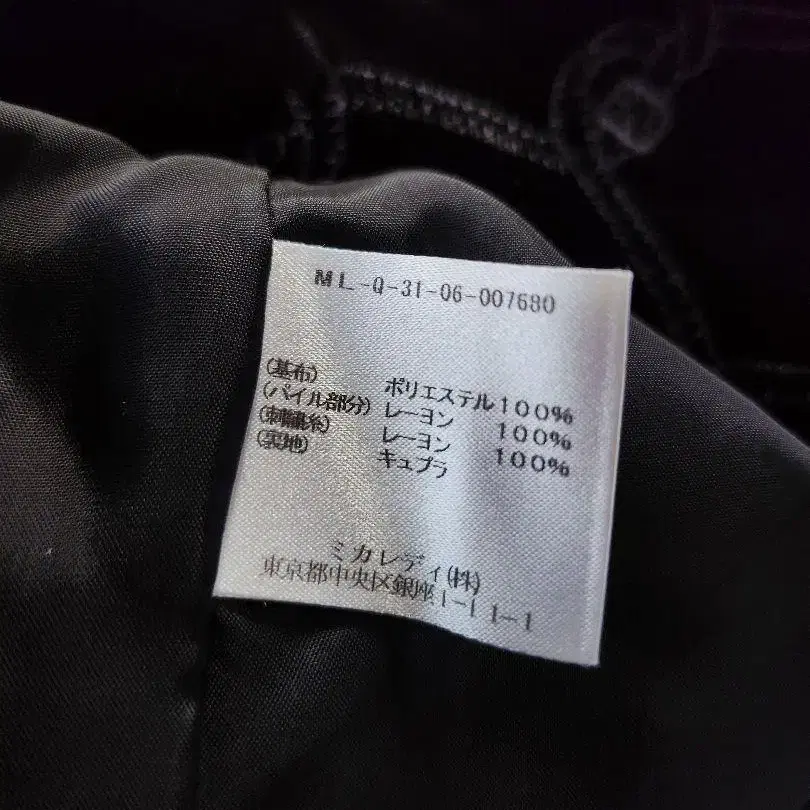 ML-Q-31-06-007680
(基布) ポリエステル100%
(パイル部分) レーヨン 100%
(刺繍糸) レーヨン 100%
(裏地) キュプラ 100%
ミカレディ(株)
東京都中央区銀座1-11-1